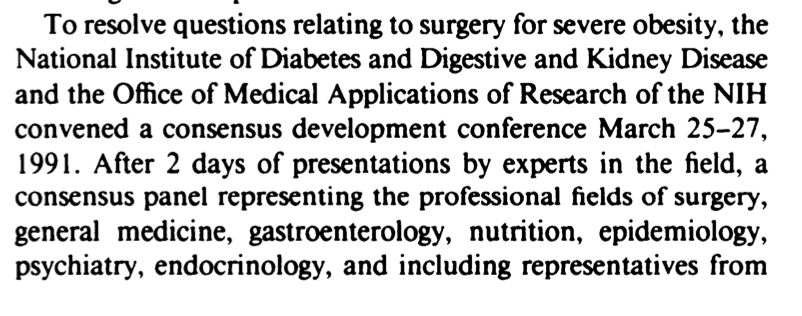 To resolve questions relating to surgery for severe obesity, the
National Institute of Diabetes and Digestive and Kidney Disease
and the Office of Medical Applications of Research of the NIH
convened a consensus development conference March 25–27,
1991. After 2 days of presentations by experts in the field, a
consensus panel representing the professional fields of surgery,
general medicine, gastroenterology, nutrition, epidemiology,
psychiatry, endocrinology, and including representatives from